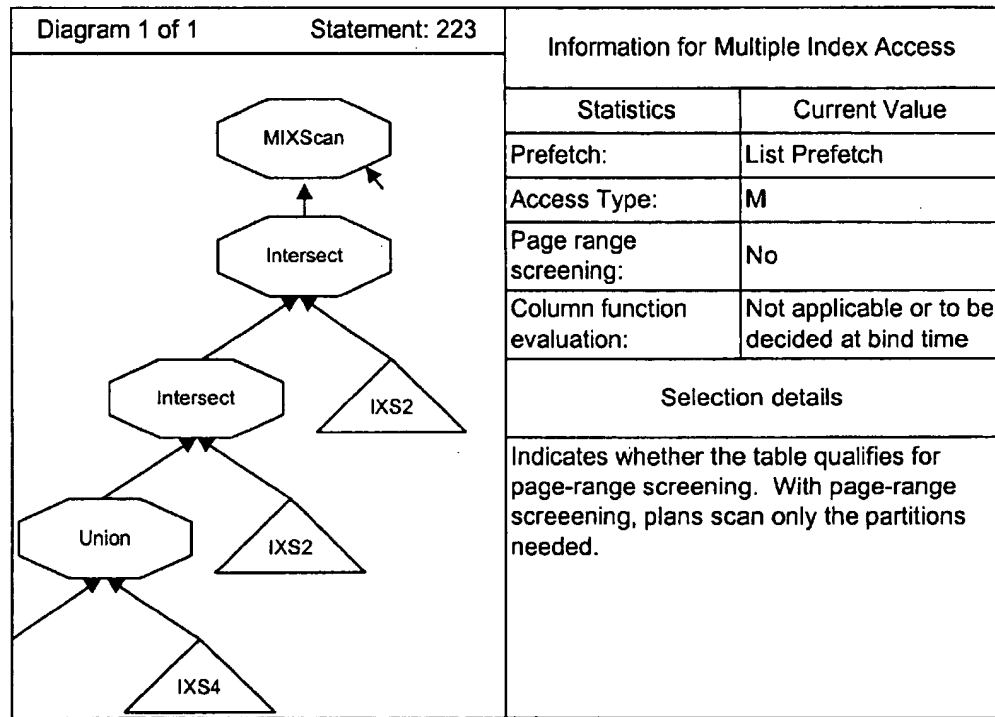 Diagram 1 of 1
Statement: 223
MIXScan
Intersect
Intersect
IXS2
Union
IXS2
IXS4
Information for Multiple Index Access
Statistics
Current Value
Prefetch:
List Prefetch
Access Type:
M
Page range
screening:
No
Column function
evaluation:
Not applicable or to be
decided at bind time
Selection details
Indicates whether the table qualifies for
page-range screening. With page-range
screeening, plans scan only the partitions
needed.